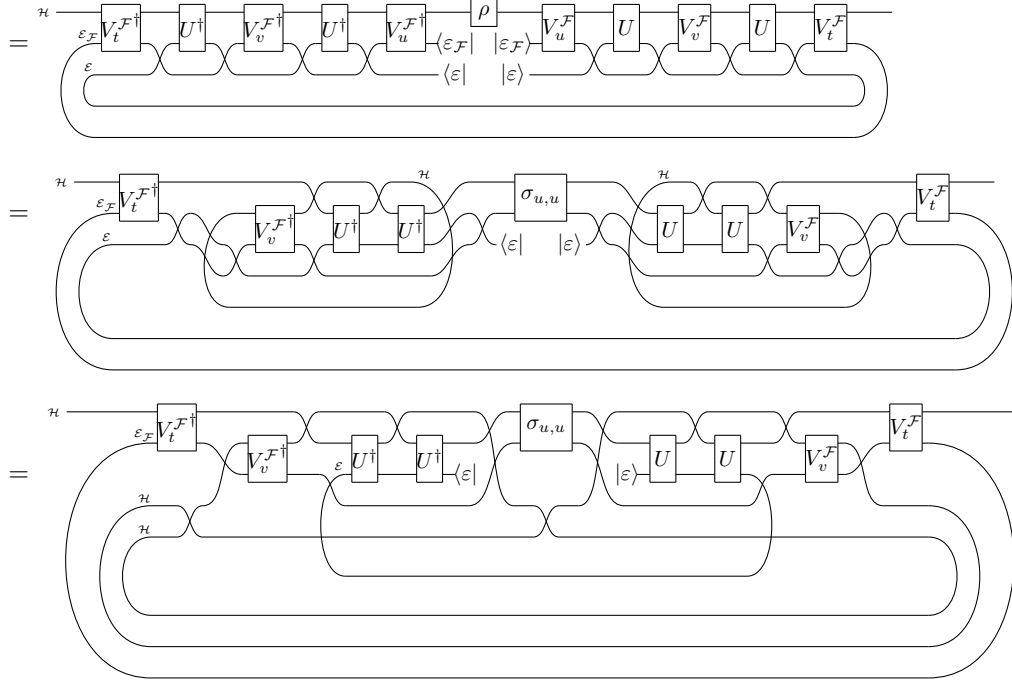 ℋ V_t^{ℱ†} U† V_v^{ℱ†} U† V_u^{ℱ†} ρ V_u^ℱ U V_v^ℱ U V_t^ℱ
= ε_ℱ ⟨ε_ℱ| |ε_ℱ⟩
ε ⟨ε| |ε⟩
ℋ V_t^{ℱ†} ℋ σ_{u,u} ℋ V_t^ℱ
= ε_ℱ V_v^{ℱ†} U† U† U U V_v^ℱ
ε ⟨ε| |ε⟩
ℋ V_t^{ℱ†} σ_{u,u} V_t^ℱ
ε_ℱ
= V_v^{ℱ†} ε U† U† ⟨ε| |ε⟩ U U V_v^ℱ
ℋ
ℋ